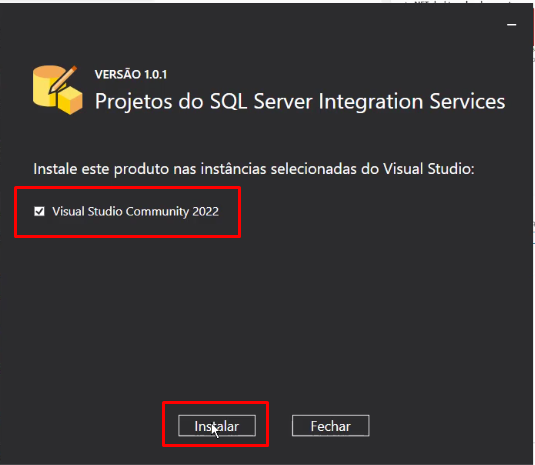 VERSÃO 1.0.1
Projetos do SQL Server Integration Services
Instale este produto nas instâncias selecionadas do Visual Studio:
Visual Studio Community 2022
Instalar
Fechar